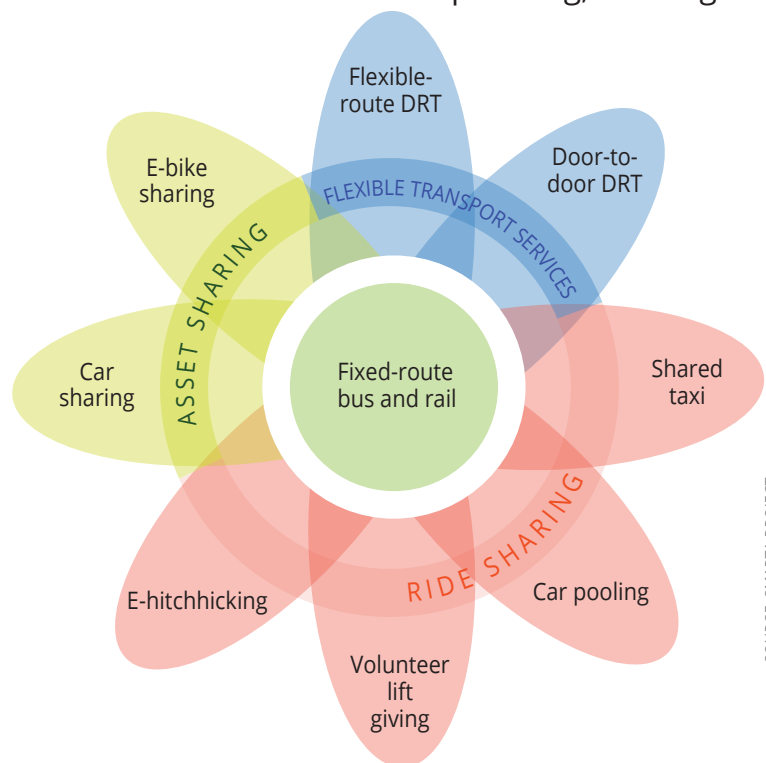 Flexible-
route DRT
Door-to-
door DRT
E-bike
sharing
FLEXIBLE TRANSPORT SERVICES
ASSET SHARING
Car
sharing
Fixed-route
bus and rail
Shared
taxi
RIDE SHARING
E-hitchhicking
Car pooling
Volunteer
lift
giving